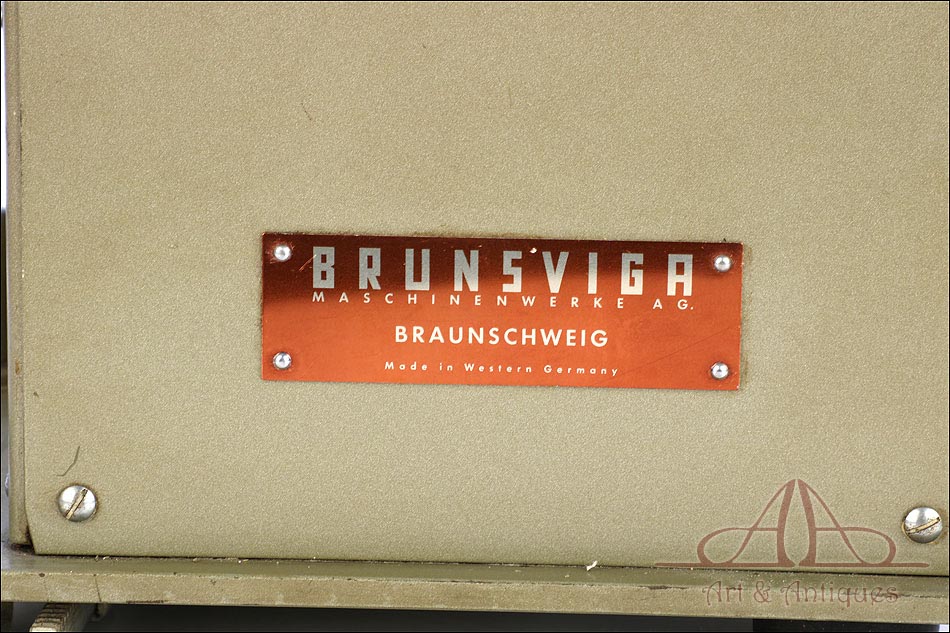 BRUNSVIGA
MASCHINENWERKE AG.
BRAUNSCHWEIG
Made in Western Germany
Art & Antiques